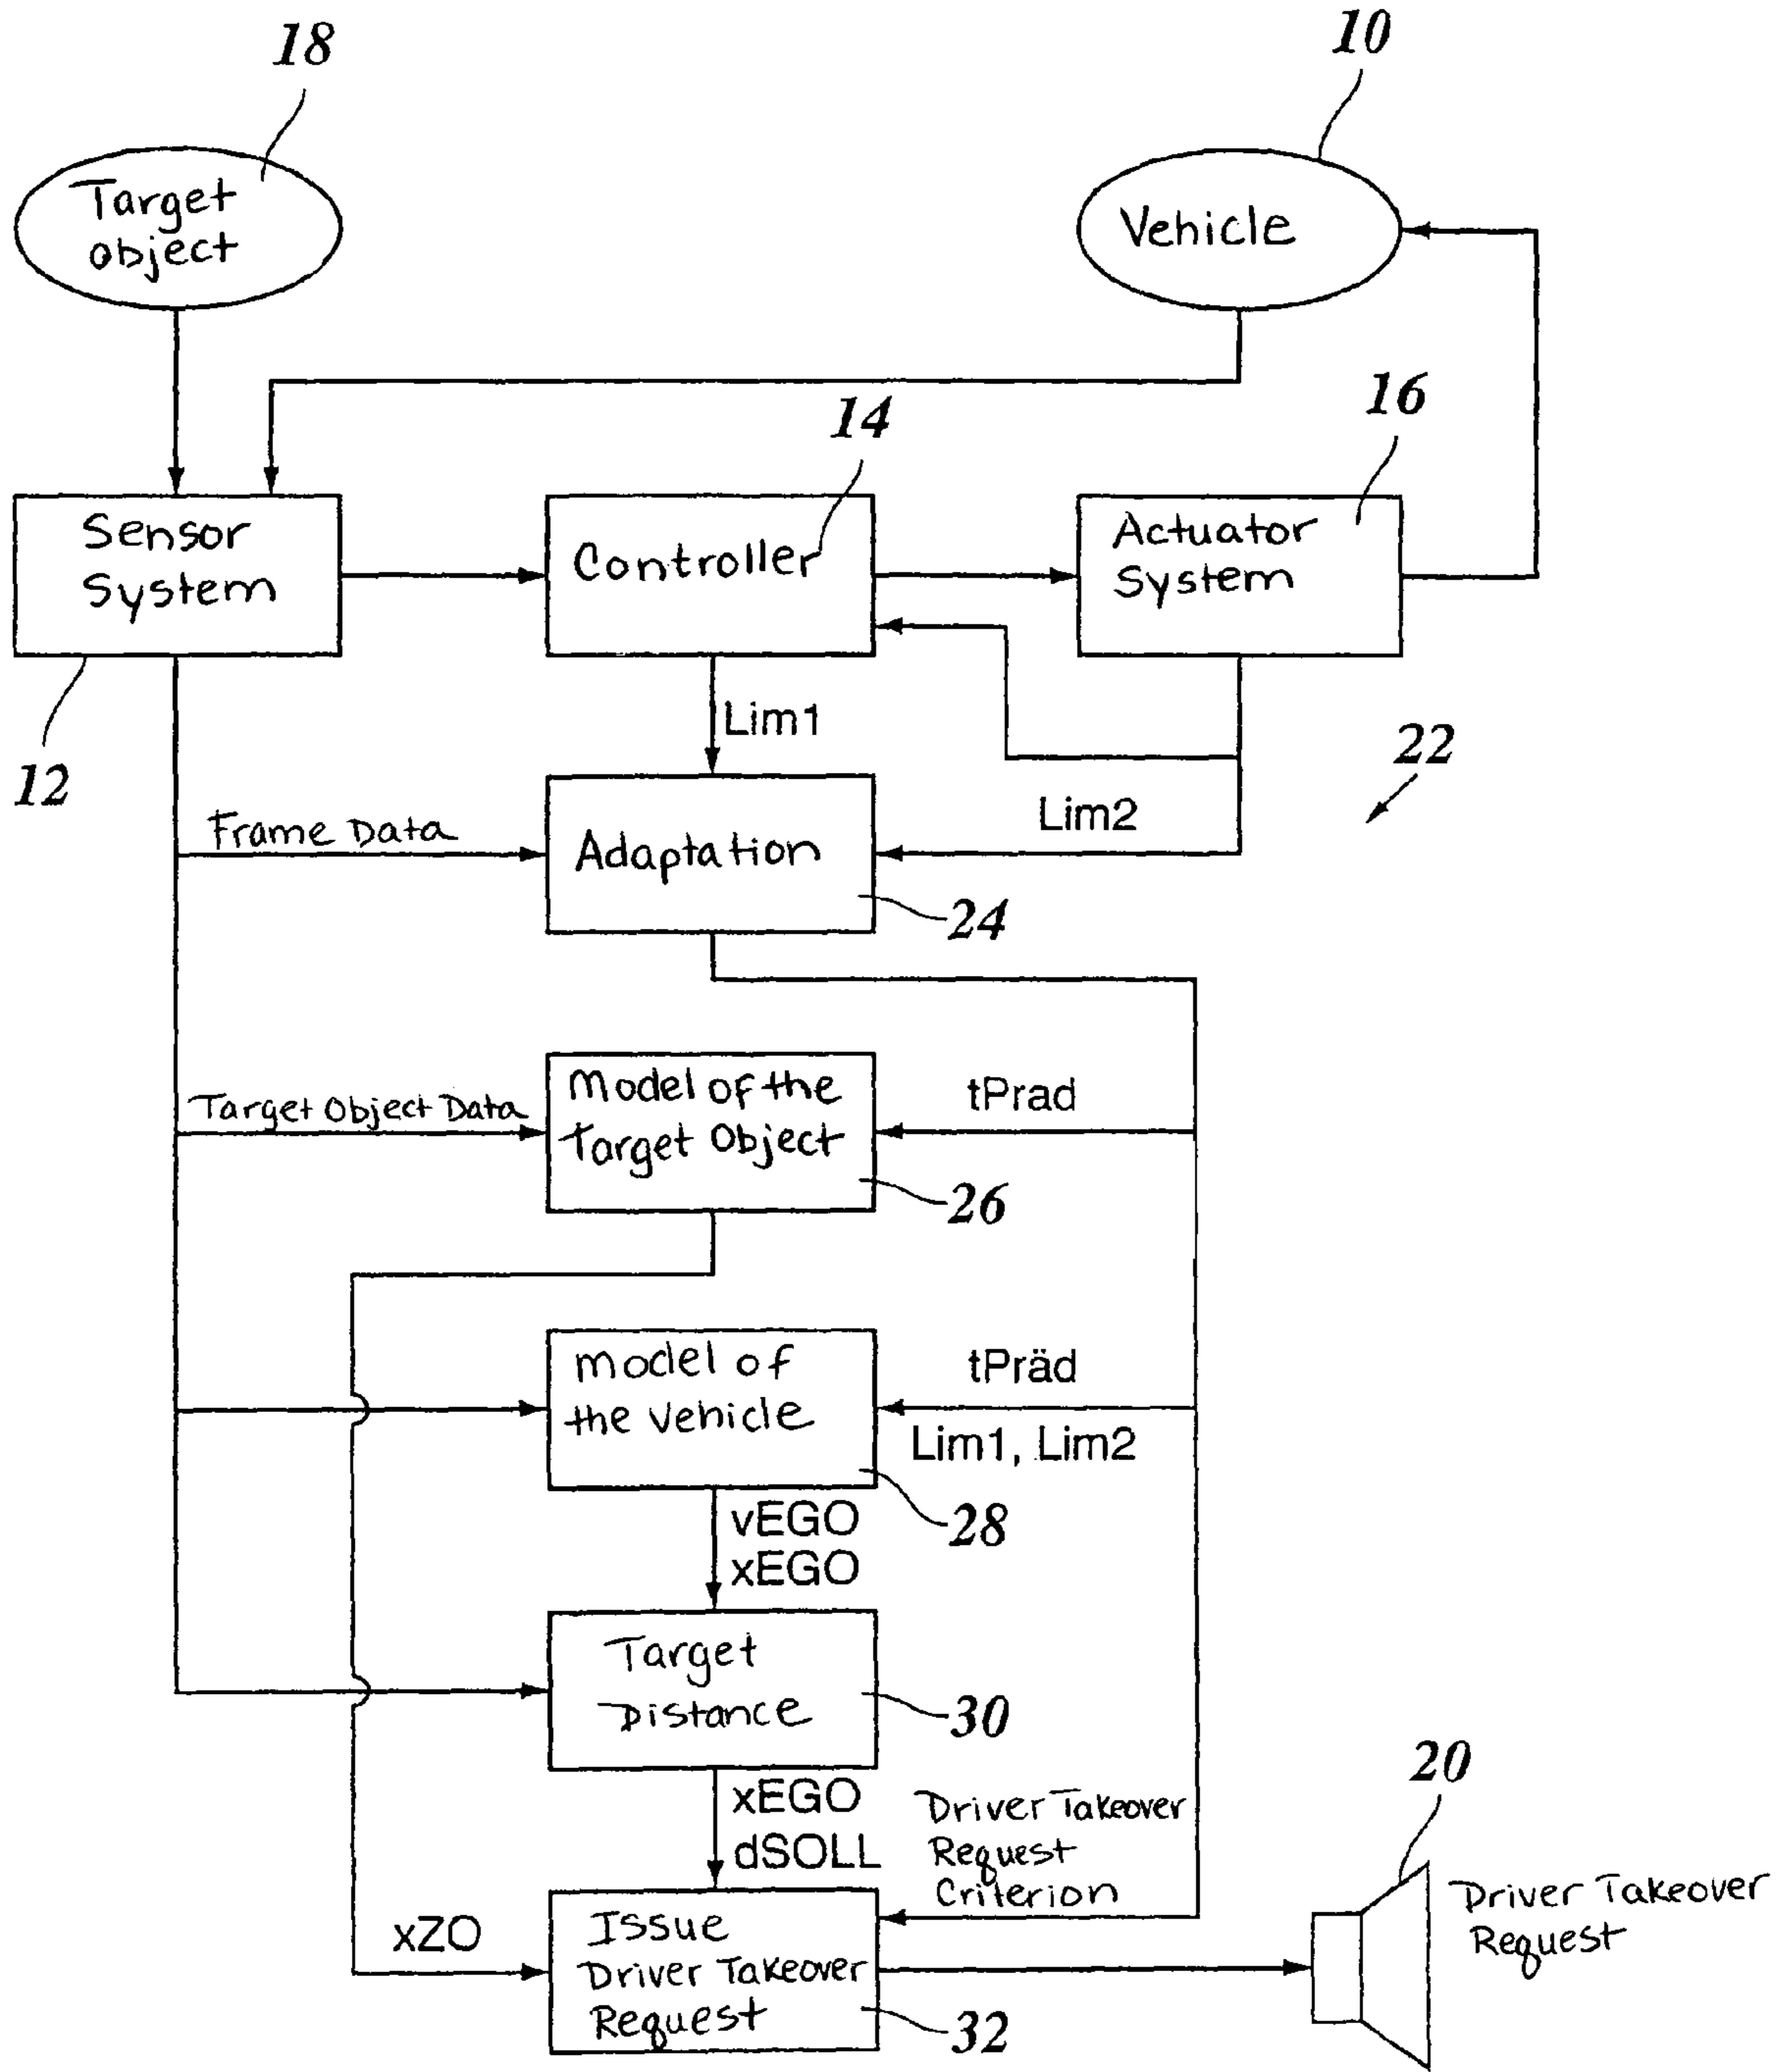 18
10
Target
object
Vehicle
14
16
Sensor
System
Controller
Actuator
System
Lim1
22
12
Frame Data
Adaptation
Lim2
24
Target Object Data
Model of the
Target Object
tPrad
26
model of
the vehicle
tPräd
Lim1, Lim2
28
vEGO
xEGO
Target
Distance
30
20
xEGO
dSOLL
Driver Takeover
Request
Criterion
xZO
Issue
Driver Takeover
Request
32
Driver Takeover
Request